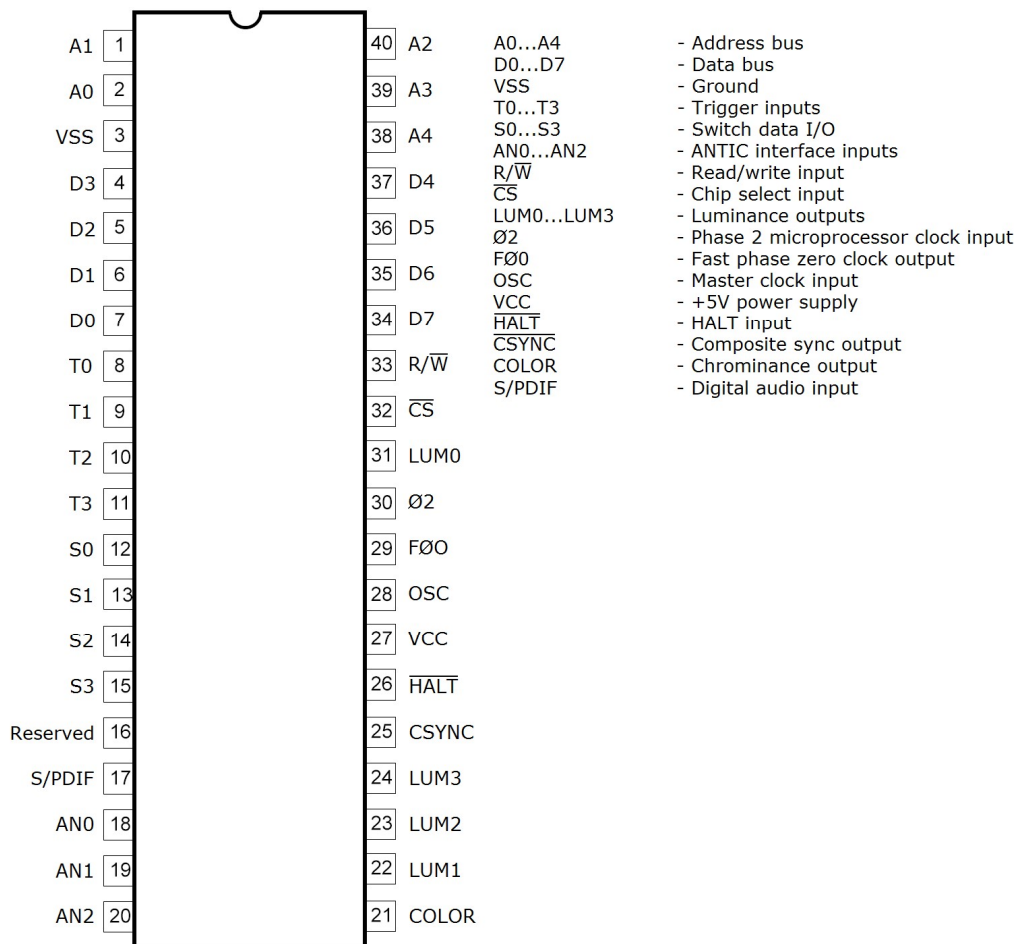 A1 1 40 A2
A0 2 39 A3
VSS 3 38 A4
D3 4 37 D4
D2 5 36 D5
D1 6 35 D6
D0 7 34 D7
T0 8 33 R/W̅
T1 9 32 C̅S̅
T2 10 31 LUM0
T3 11 30 Ø2
S0 12 29 FØO
S1 13 28 OSC
S2 14 27 VCC
S3 15 26 H̅A̅L̅T̅
Reserved 16 25 CSYNC
S/PDIF 17 24 LUM3
AN0 18 23 LUM2
AN1 19 22 LUM1
AN2 20 21 COLOR
A0...A4 - Address bus
D0...D7 - Data bus
VSS - Ground
T0...T3 - Trigger inputs
S0...S3 - Switch data I/O
AN0...AN2 - ANTIC interface inputs
R/W̅ - Read/write input
C̅S̅ - Chip select input
LUM0...LUM3 - Luminance outputs
Ø2 - Phase 2 microprocessor clock input
FØ0 - Fast phase zero clock output
OSC - Master clock input
VCC - +5V power supply
H̅A̅L̅T̅ - HALT input
C̅S̅Y̅N̅C̅ - Composite sync output
COLOR - Chrominance output
S/PDIF - Digital audio input